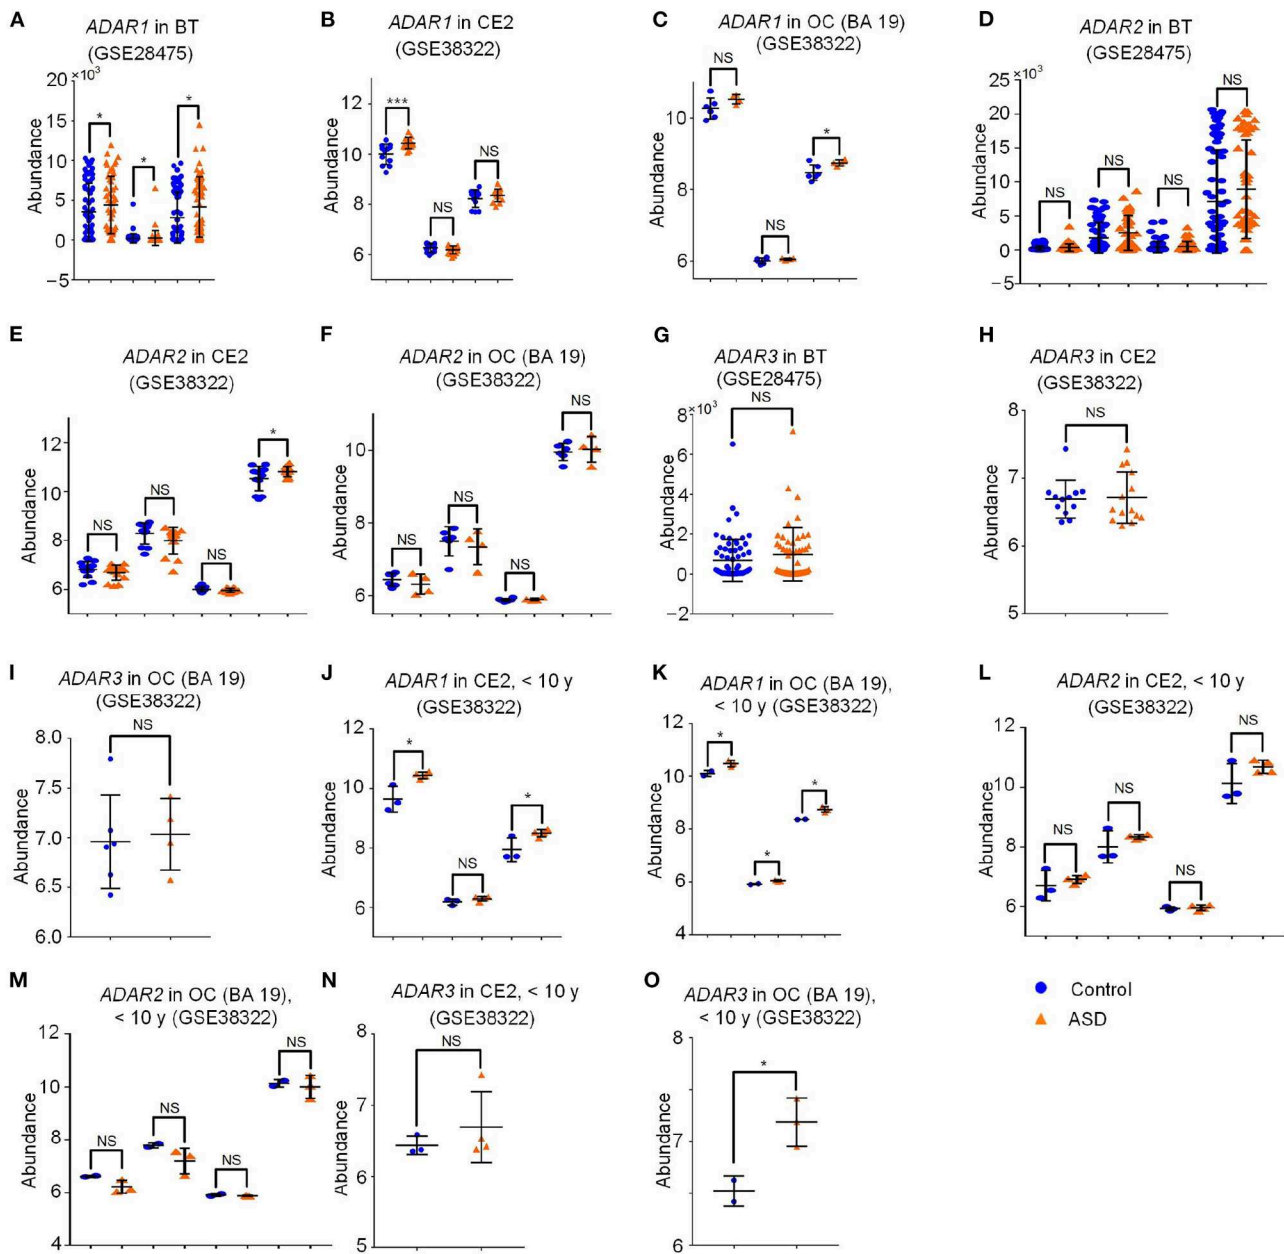 A
ADAR1 in BT
(GSE28475)
×10³
20
15
10
5
0
−5
Abundance
*
*
*
B
ADAR1 in CE2
(GSE38322)
12
10
8
6
Abundance
***
NS
NS
C
ADAR1 in OC (BA 19)
(GSE38322)
10
8
6
Abundance
NS
NS
*
D
ADAR2 in BT
(GSE28475)
×10³
25
20
15
10
5
0
−5
Abundance
NS
NS
NS
NS
E
ADAR2 in CE2
(GSE38322)
11
10
8
6
Abundance
NS
NS
NS
*
F
ADAR2 in OC (BA 19)
(GSE38322)
10
8
6
Abundance
NS
NS
NS
NS
G
ADAR3 in BT
(GSE28475)
×10³
8
6
4
2
0
−2
Abundance
NS
H
ADAR3 in CE2
(GSE38322)
8
7
6
5
Abundance
NS
I
ADAR3 in OC (BA 19)
(GSE38322)
8.0
7.5
7.0
6.5
6.0
Abundance
NS
J
ADAR1 in CE2, < 10 y
(GSE38322)
12
10
8
6
Abundance
*
NS
*
K
ADAR1 in OC (BA 19),
< 10 y (GSE38322)
12
10
8
6
4
Abundance
*
*
*
L
ADAR2 in CE2, < 10 y
(GSE38322)
12
10
8
6
Abundance
NS
NS
NS
NS
M
ADAR2 in OC (BA 19),
< 10 y (GSE38322)
12
10
8
6
4
Abundance
NS
NS
NS
NS
N
ADAR3 in CE2, < 10 y
(GSE38322)
8
7
6
5
Abundance
NS
O
ADAR3 in OC (BA 19),
< 10 y (GSE38322)
8
7
6
Abundance
*
Control
ASD